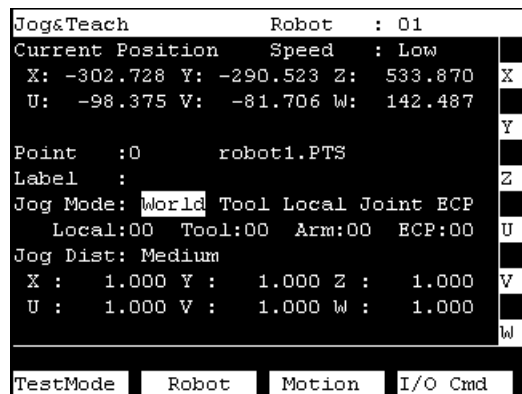 Jog&Teach Robot : 01
Current Position Speed : Low
X: -302.728 Y: -290.523 Z: 533.870 X
U: -98.375 V: -81.706 W: 142.487
Y
Point :0 robot1.PTS
Label : Z
Jog Mode: World Tool Local Joint ECP
Local:00 Tool:00 Arm:00 ECP:00 U
Jog Dist: Medium
X : 1.000 Y : 1.000 Z : 1.000 V
U : 1.000 V : 1.000 W : 1.000
W
TestMode Robot Motion I/O Cmd